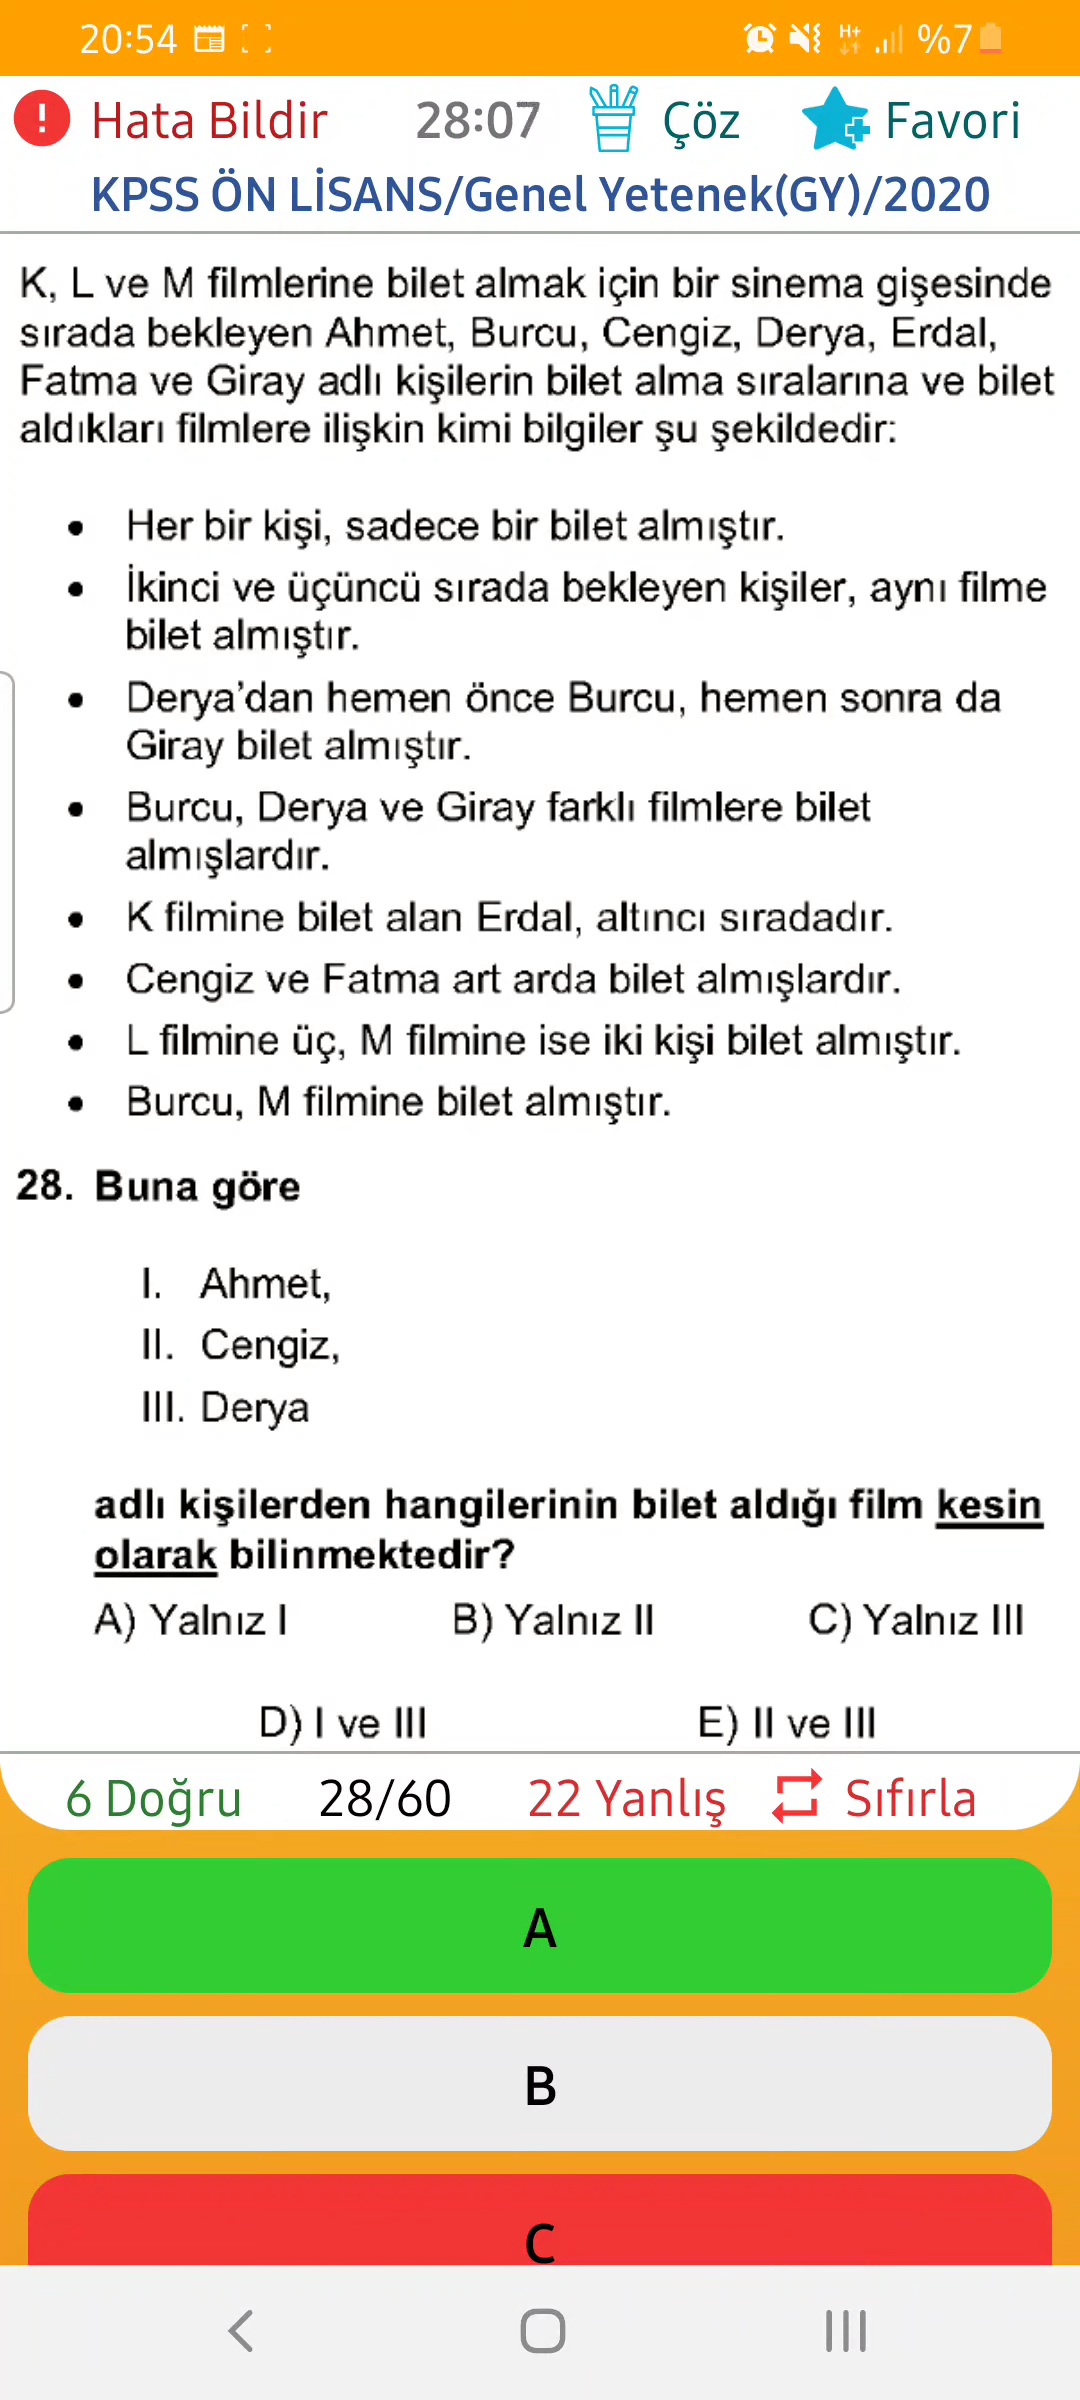 20:54 %7
Hata Bildir 28:07 Çöz Favori
KPSS ÖN LİSANS/Genel Yetenek(GY)/2020
K, L ve M filmlerine bilet almak için bir sinema gişesinde
sırada bekleyen Ahmet, Burcu, Cengiz, Derya, Erdal,
Fatma ve Giray adlı kişilerin bilet alma sıralarına ve bilet
aldıkları filmlere ilişkin kimi bilgiler şu şekildedir:
• Her bir kişi, sadece bir bilet almıştır.
• İkinci ve üçüncü sırada bekleyen kişiler, aynı filme
bilet almıştır.
• Derya'dan hemen önce Burcu, hemen sonra da
Giray bilet almıştır.
• Burcu, Derya ve Giray farklı filmlere bilet
almışlardır.
• K filmine bilet alan Erdal, altıncı sıradadır.
• Cengiz ve Fatma art arda bilet almışlardır.
• L filmine üç, M filmine ise iki kişi bilet almıştır.
• Burcu, M filmine bilet almıştır.
28. Buna göre
I. Ahmet,
II. Cengiz,
III. Derya
adlı kişilerden hangilerinin bilet aldığı film kesin
olarak bilinmektedir?
A) Yalnız I B) Yalnız II C) Yalnız III
D) I ve III E) II ve III
6 Doğru 28/60 22 Yanlış Sıfırla
A
B
C